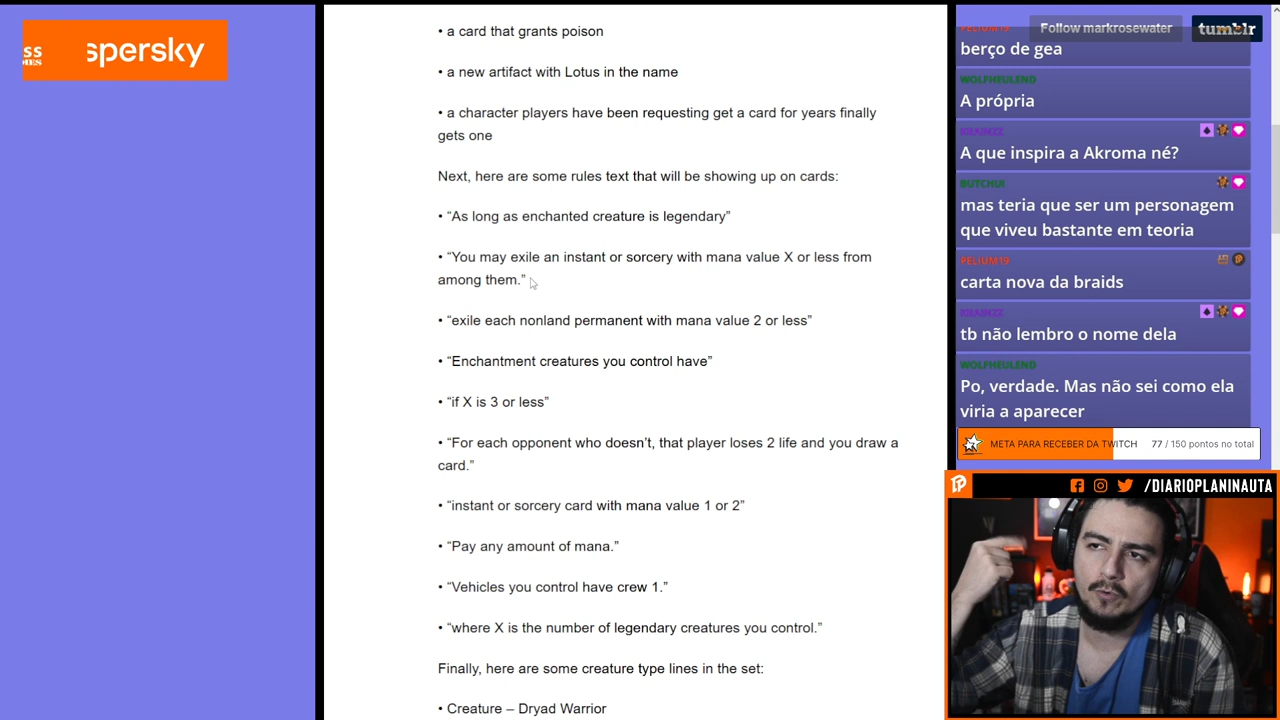 ss
DIES
spersky
• a card that grants poison
• a new artifact with Lotus in the name
• a character players have been requesting get a card for years finally
gets one
Next, here are some rules text that will be showing up on cards:
• “As long as enchanted creature is legendary”
• “You may exile an instant or sorcery with mana value X or less from
among them.”
• “exile each nonland permanent with mana value 2 or less”
• “Enchantment creatures you control have”
• “if X is 3 or less”
• “For each opponent who doesn’t, that player loses 2 life and you draw a
card.”
• “instant or sorcery card with mana value 1 or 2”
• “Pay any amount of mana.”
• “Vehicles you control have crew 1.”
• “where X is the number of legendary creatures you control.”
Finally, here are some creature type lines in the set:
• Creature – Dryad Warrior
Follow markrosewater
tumblr
PELIUM19
berço de gea
WOLFHEULEND
A própria
A que inspira a Akroma né?
BUTCHUI
mas teria que ser um personagem
que viveu bastante em teoria
PELIUM19
carta nova da braids
tb não lembro o nome dela
WOLFHEULEND
Po, verdade. Mas não sei como ela
viria a aparecer
META PARA RECEBER DA TWITCH 77 / 150 pontos no total
/DIARIOPLANINAUTA